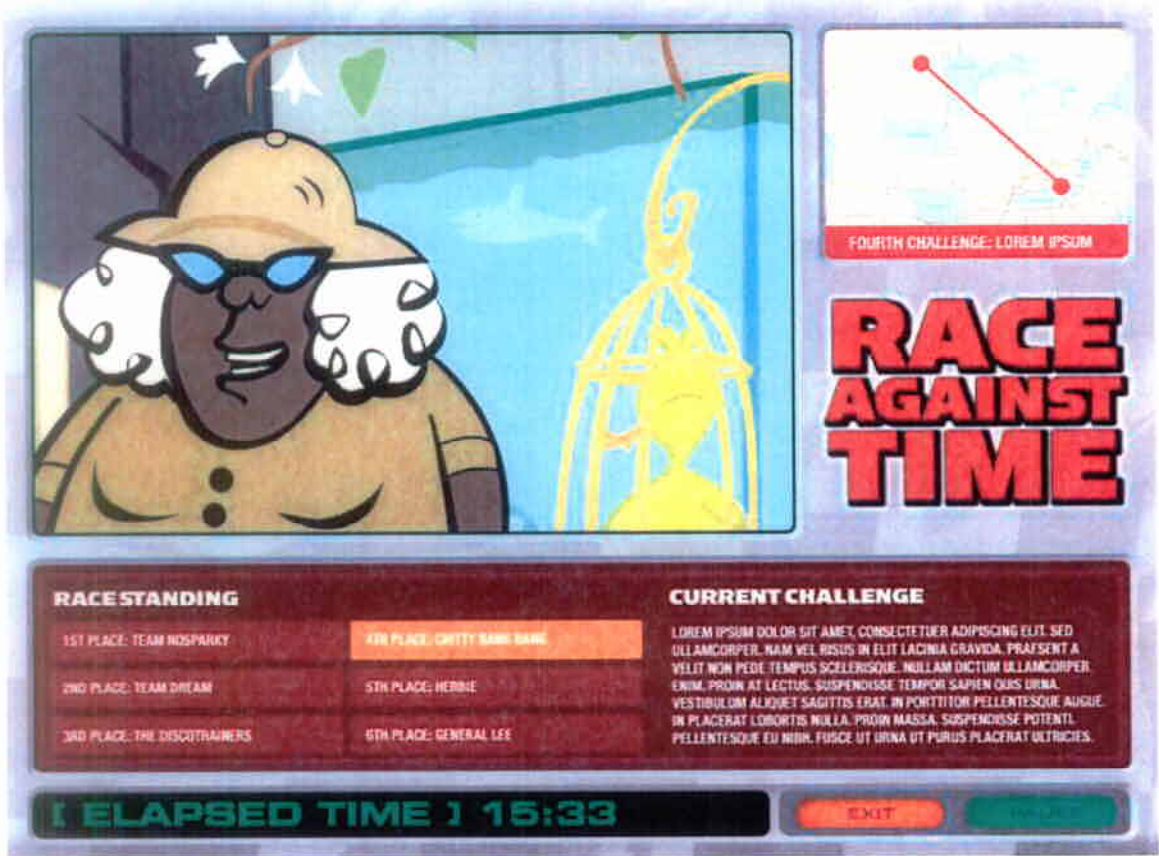 FOURTH CHALLENGE: LOREM IPSUM
RACE
AGAINST
TIME
RACE STANDING
1ST PLACE: TEAM NOSPARKY
2ND PLACE: TEAM DREAM
3RD PLACE: THE DISCOTRAINERS
4TH PLACE: CHITTY BANG BANG
5TH PLACE: HERBIE
6TH PLACE: GENERAL LEE
CURRENT CHALLENGE
LOREM IPSUM DOLOR SIT AMET, CONSECTETUER ADIPISCING ELIT. SED
ULLAMCORPER. NAM VEL RISUS IN ELIT LACINIA GRAVIDA. PRAESENT A
VELIT NON PEDE TEMPUS SCELERISQUE. NULLAM DICTUM ULLAMCORPER
ENIM. PROIN AT LECTUS. SUSPENDISSE TEMPOR SAPIEN QUIS URNA.
VESTIBULUM ALIQUET SAGITTIS ERAT. IN PORTTITOR PELLENTESQUE AUGUE.
IN PLACERAT LOBORTIS NULLA. PROIN MASSA. SUSPENDISSE POTENTI.
PELLENTESQUE EU NIBH. FUSCE UT URNA UT PURUS PLACERAT ULTRICIES.
[ ELAPSED TIME ] 15:33
EXIT